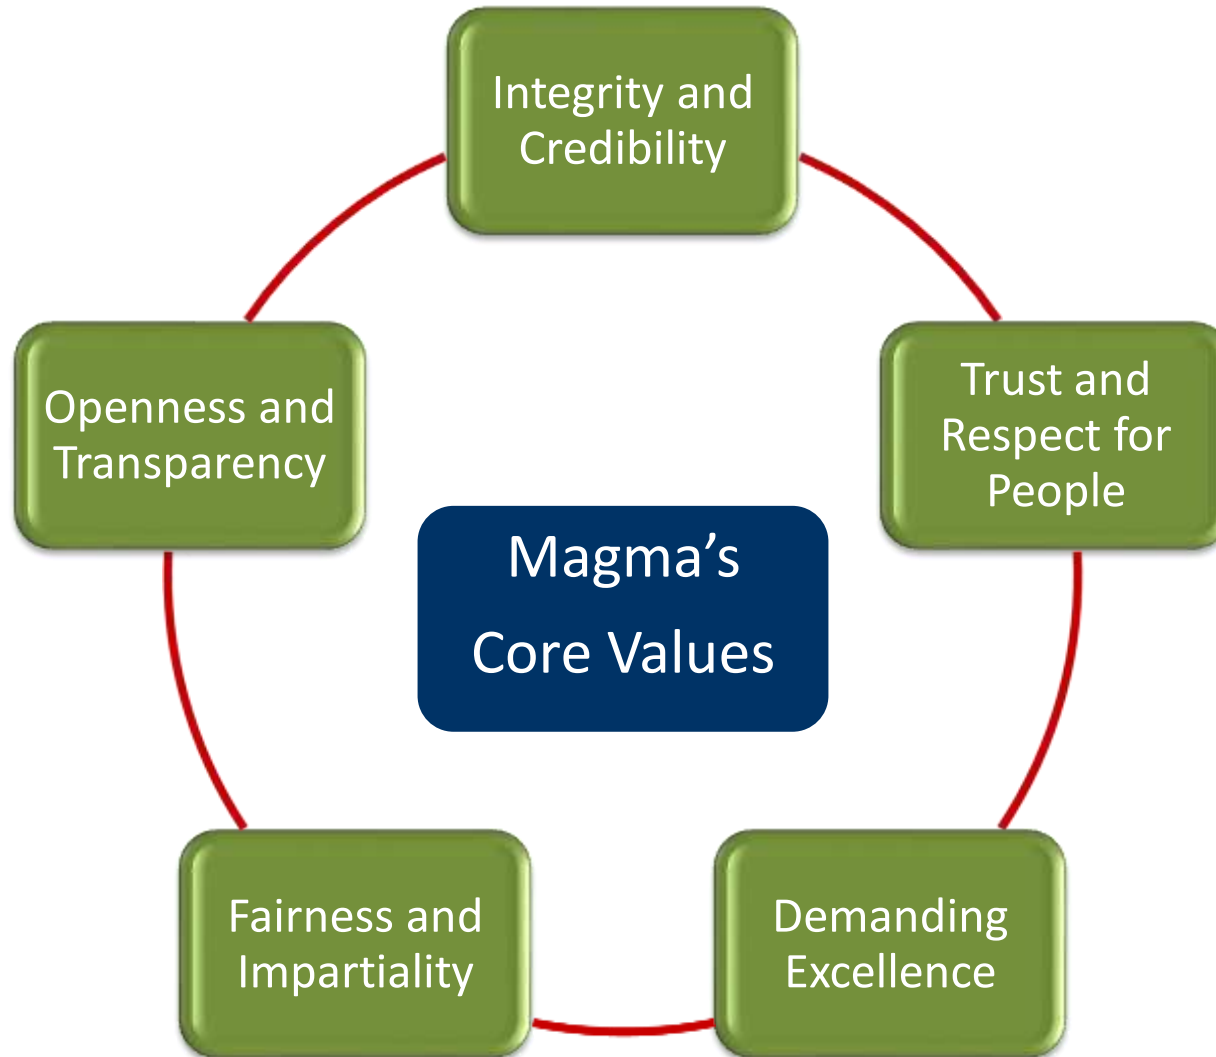 Integrity and
Credibility
Trust and
Respect for
People
Demanding
Excellence
Fairness and
Impartiality
Openness and
Transparency
Magma’s
Core Values